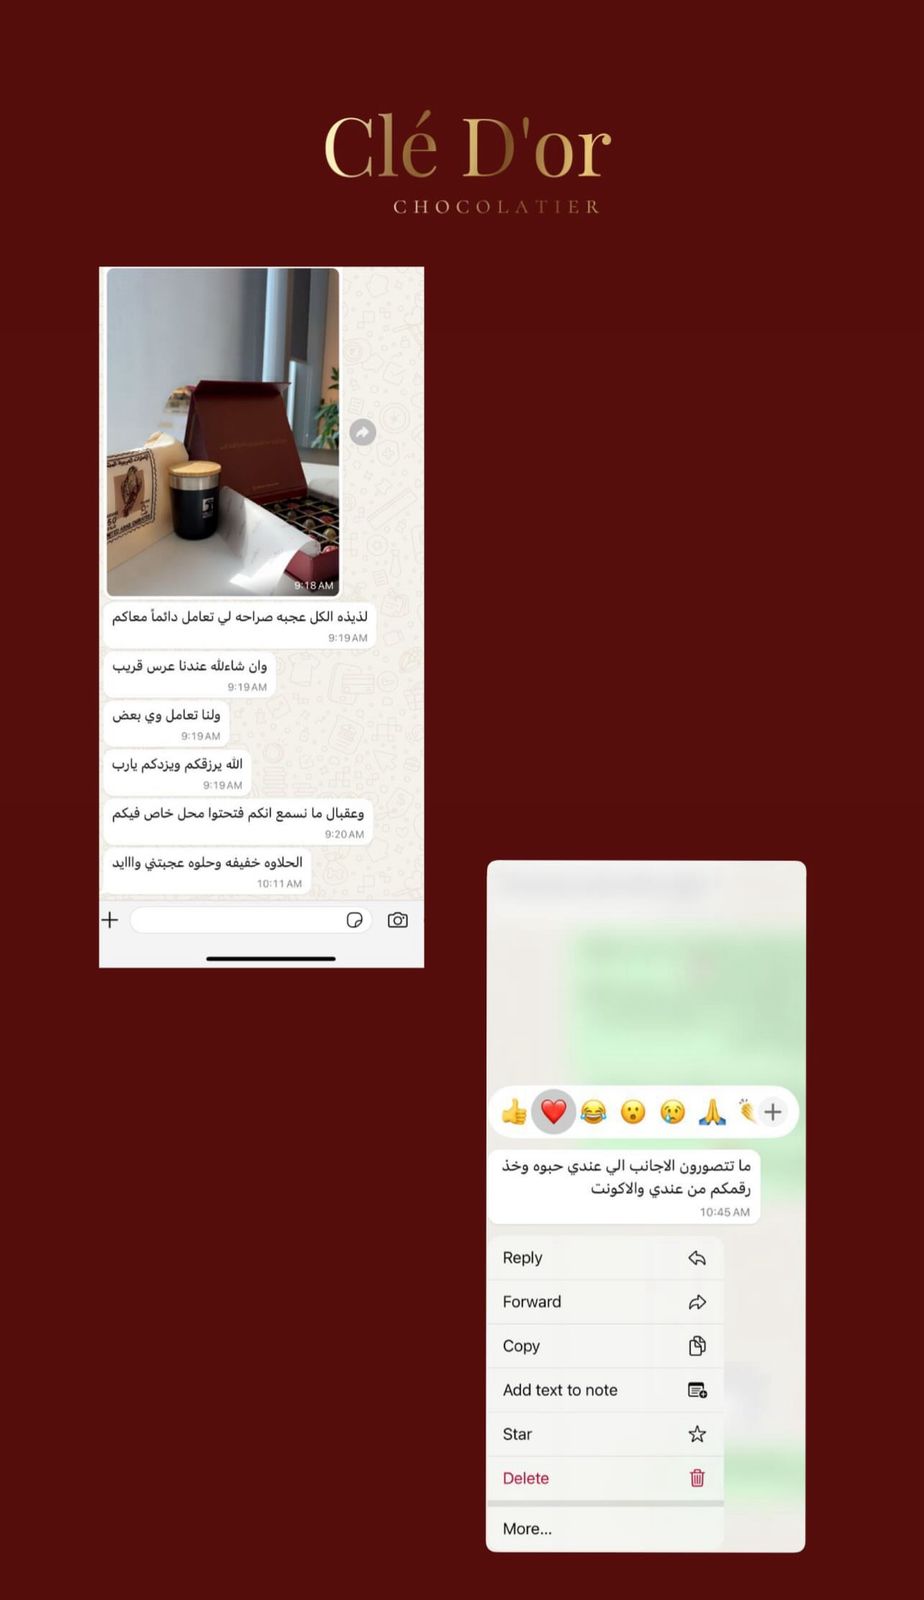 Clé D'or
CHOCOLATIER
9:18 AM
لذيذه الكل عجبه صراحه لي تعامل دائماً معاكم
9:19 AM
وان شاءلله عندنا عرس قريب
9:19 AM
ولنا تعامل وي بعض
9:19 AM
الله يرزقكم ويزدكم يارب
9:19 AM
وعقبال ما نسمع انكم فتحتوا محل خاص فيكم
9:20 AM
الحلاوه خفيفه وحلوه عجبتني واااايد
10:11 AM
ما تتصورون الاجانب الي عندي حبوه وخذ
رقمكم من عندي والاكونت
10:45 AM
Reply
Forward
Copy
Add text to note
Star
Delete
More...